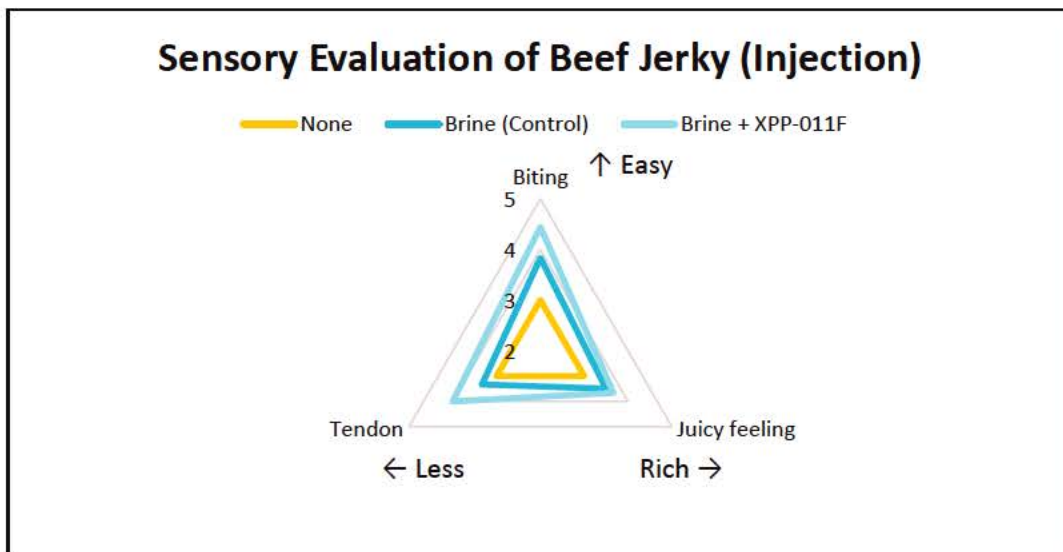 Sensory Evaluation of Beef Jerky (Injection)
None Brine (Control) Brine + XPP-011F
↑ Easy
Biting
5
4
3
2
Tendon Juicy feeling
← Less Rich →